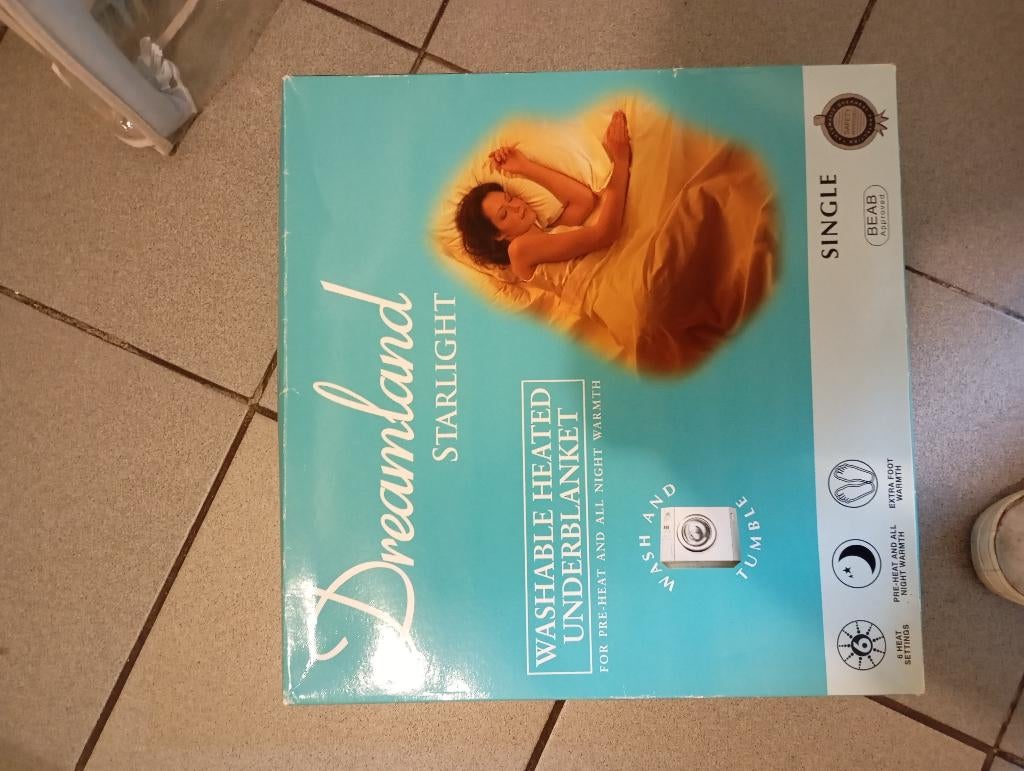 Dreamland
STARLIGHT
WASHABLE HEATED
UNDERBLANKET
FOR PRE-HEAT AND ALL NIGHT WARMTH
WASH AND
TUMBLE
6 HEAT
SETTINGS
PRE-HEAT AND ALL
NIGHT WARMTH
EXTRA FOOT
WARMTH
SINGLE
BEAB
Approved